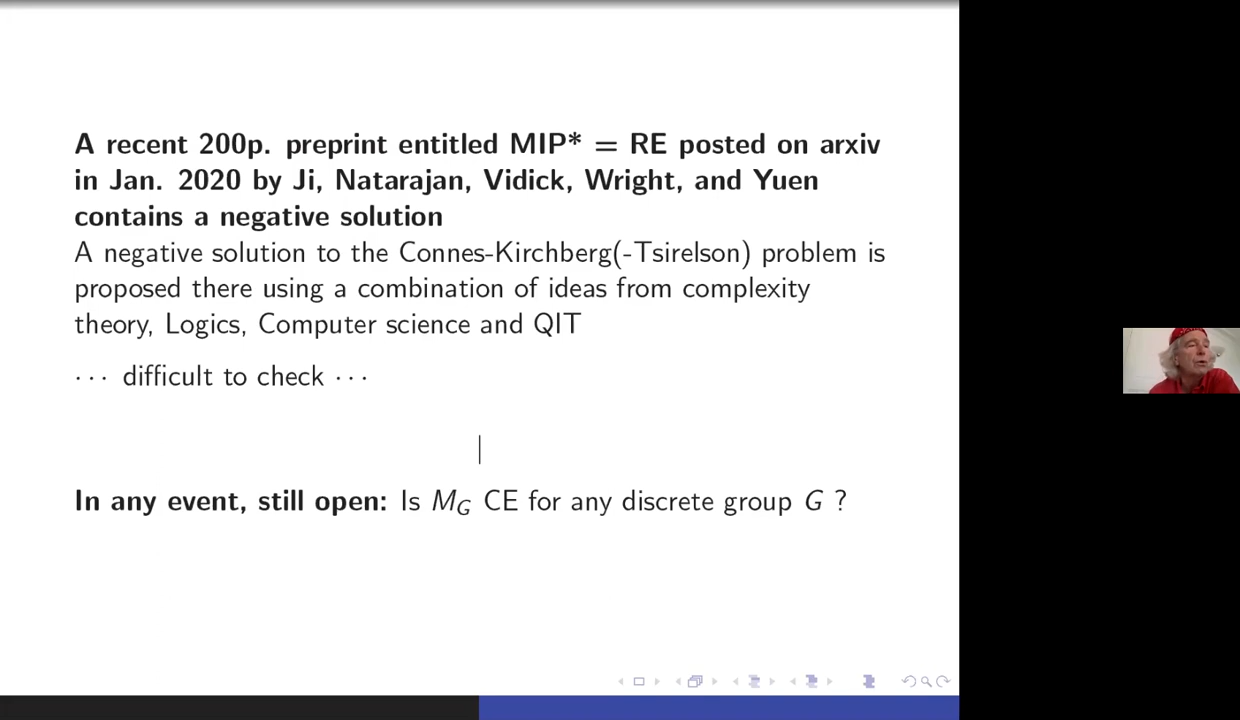 A recent 200p. preprint entitled MIP* = RE posted on arxiv
in Jan. 2020 by Ji, Natarajan, Vidick, Wright, and Yuen
contains a negative solution
A negative solution to the Connes-Kirchberg(-Tsirelson) problem is
proposed there using a combination of ideas from complexity
theory, Logics, Computer science and QIT
··· difficult to check ···
|
In any event, still open: Is M_G CE for any discrete group G ?